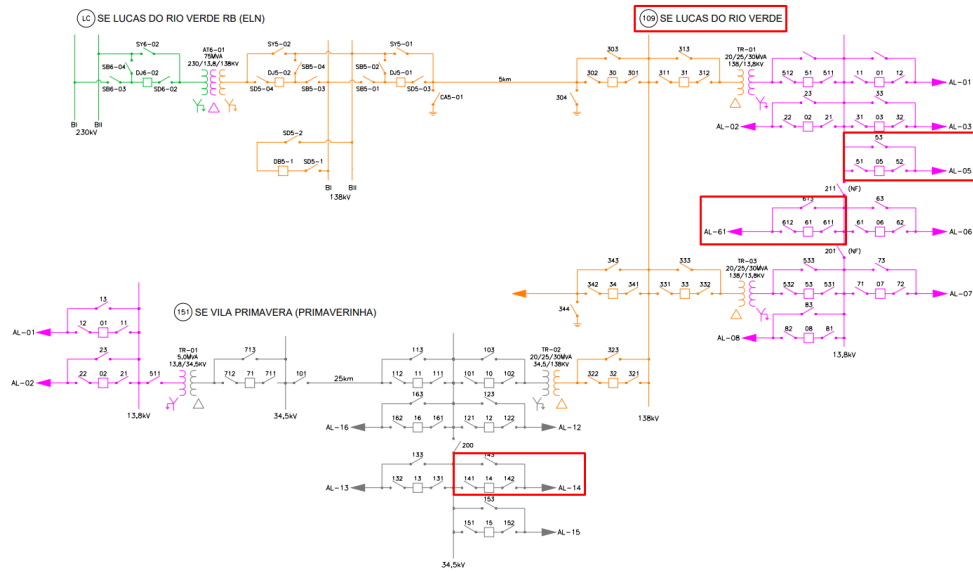 LC SE LUCAS DO RIO VERDE RB (ELN)
SY6-02
AT6-01
75MVA
230/13,8/138KV
SB6-04
DJ6-02
SB6-03
SD6-02
BI
BII
230kV
SY5-02
DJ5-02
SB5-04
SD5-04
SB5-03
SY5-01
SB5-02
DJ5-01
SB5-01
SD5-03
CA5-01
5km
SD5-2
DB5-1
SD5-1
BI
BII
138kV
109 SE LUCAS DO RIO VERDE
303
302
30
301
304
313
311
31
312
TR-01
20/25/30MVA
138/13,8KV
512
51
511
11
01
12
AL-01
23
33
AL-02
22
02
21
31
03
32
AL-03
53
51
05
52
AL-05
211
(NF)
613
63
AL-61
612
61
611
61
06
62
AL-06
201
(NF)
343
342
34
341
344
333
331
33
332
TR-03
20/25/30MVA
138/13,8KV
533
532
53
531
73
71
07
72
AL-07
83
AL-08
82
08
81
13,8kV
151 SE VILA PRIMAVERA (PRIMAVERINHA)
13
AL-01
12
01
11
23
AL-02
22
02
21
511
13,8kV
TR-01
5,0MVA
13,8/34,5KV
713
712
71
711
101
34,5kV
25km
113
112
11
111
103
101
10
102
TR-02
20/25/30MVA
34,5/138KV
323
322
32
321
138kV
163
AL-16
162
16
161
123
121
12
122
AL-12
200
133
AL-13
132
13
131
143
141
14
142
AL-14
153
151
15
152
AL-15
34,5kV